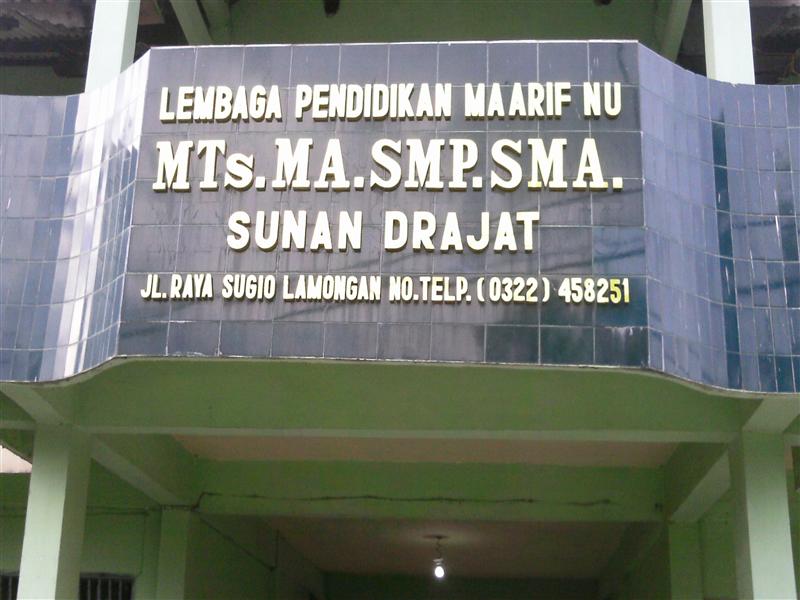 LEMBAGA PENDIDIKAN MAARIF NU
MTs.MA.SMP.SMA.
SUNAN DRAJAT
JL.RAYA SUGIO LAMONGAN NO.TELP.(0322) 458251